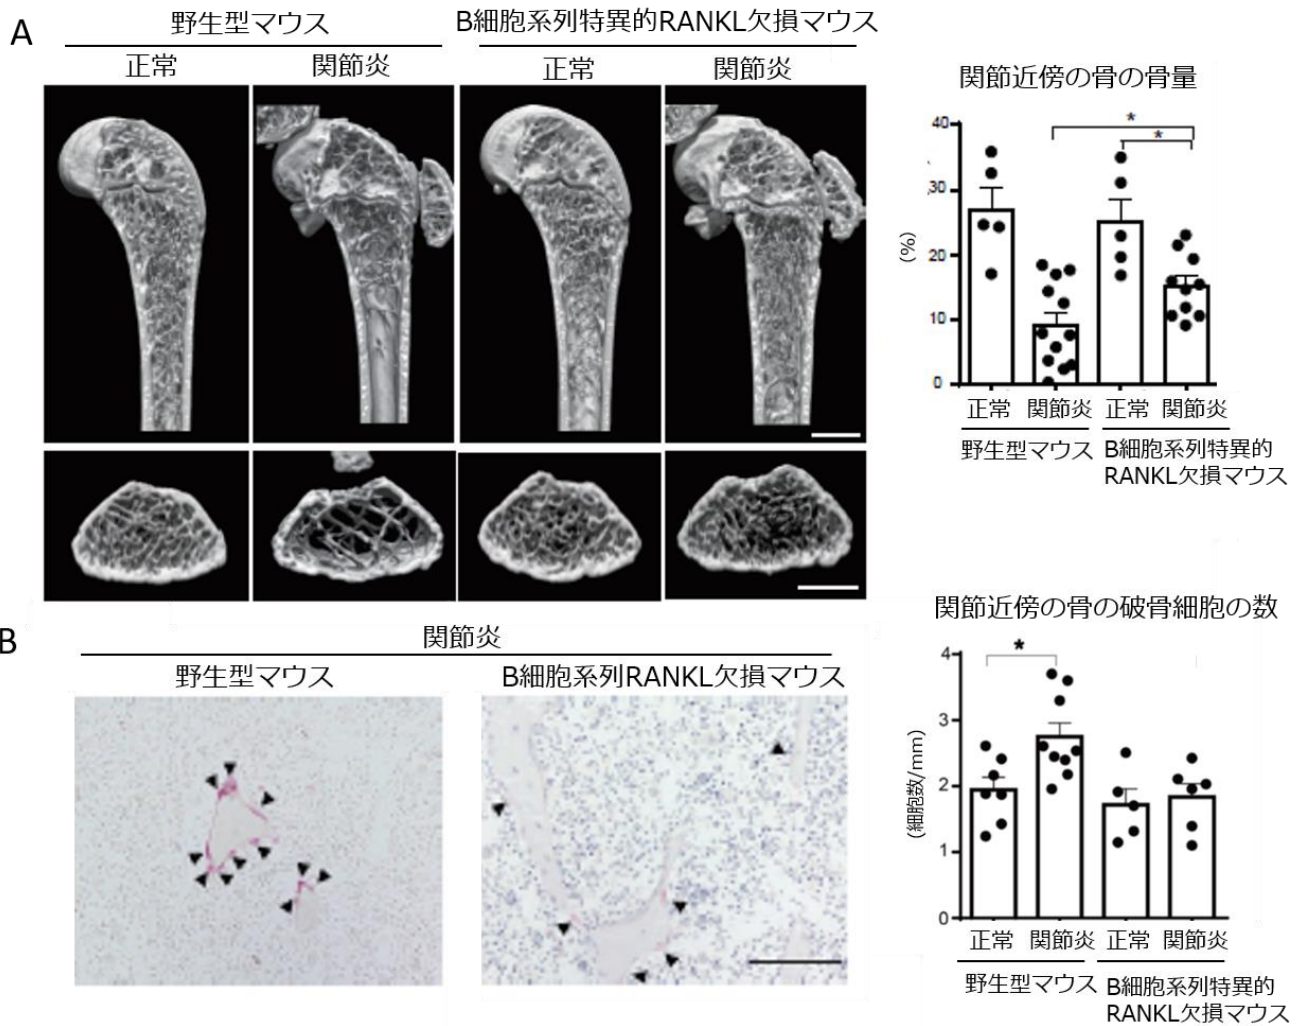 A
野生型マウス
B細胞系列特異的RANKL欠損マウス
正常
関節炎
正常
関節炎
関節近傍の骨の骨量
*
*
40
30
20
10
0
(%)
正常
関節炎
正常
関節炎
野生型マウス
B細胞系列特異的
RANKL欠損マウス
B
関節炎
野生型マウス
B細胞系列RANKL欠損マウス
関節近傍の骨の破骨細胞の数
*
4
3
2
1
0
(細胞数/mm)
正常
関節炎
正常
関節炎
野生型マウス
B細胞系列特異的
RANKL欠損マウス